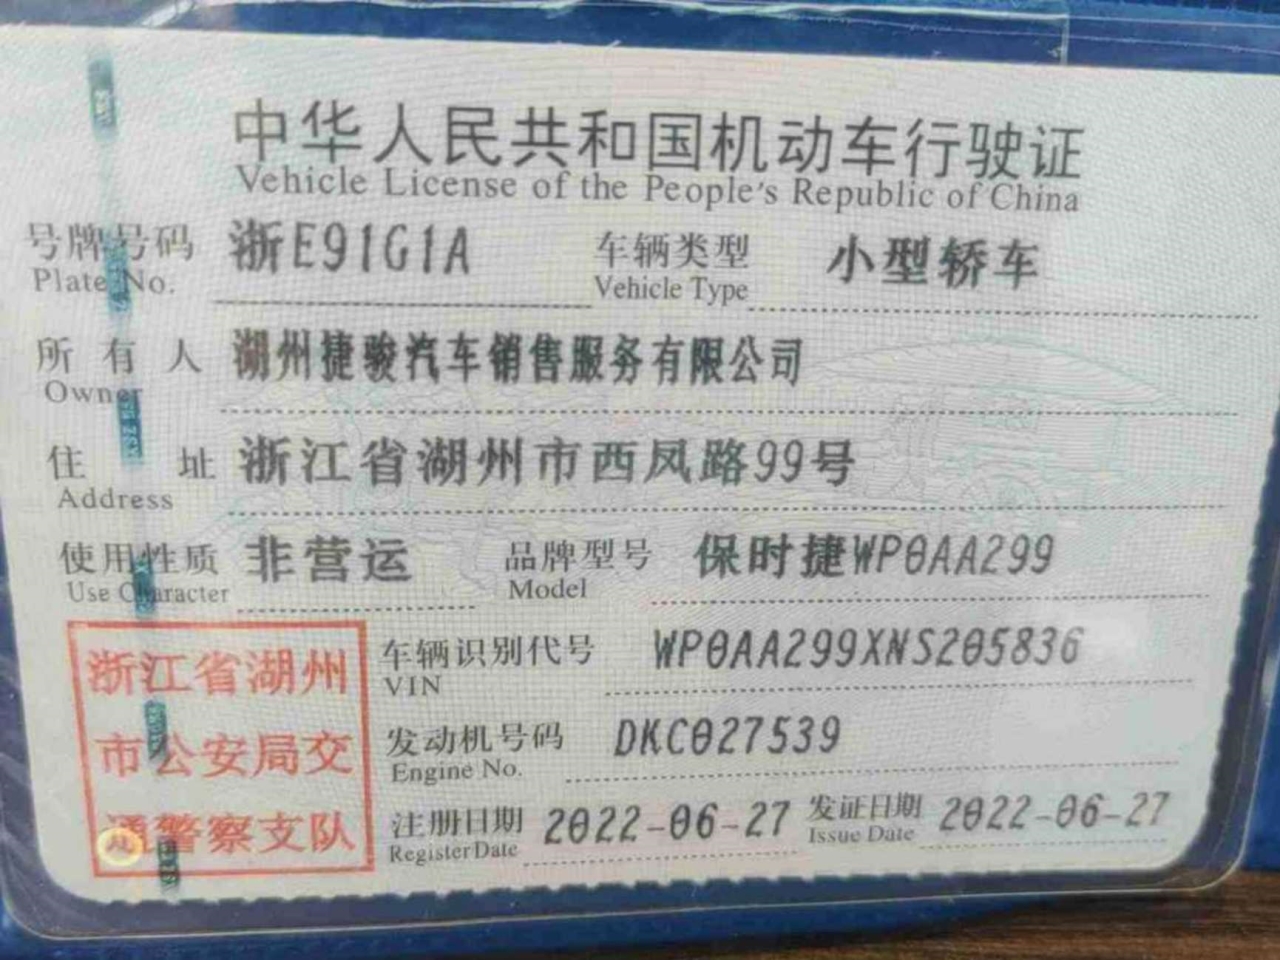 中华人民共和国机动车行驶证
Vehicle License of the People's Republic of China
号牌号码 浙E91G1A 车辆类型 小型轿车
Plate No. Vehicle Type
所有人 湖州捷骏汽车销售服务有限公司
Owner
住址 浙江省湖州市西凤路99号
Address
使用性质 非营运 品牌型号 保时捷WP0AA299
Use Character Model
浙江省湖州 车辆识别代号 WP0AA299XNS205836
VIN
市公安局交 发动机号码 DKC027539
Engine No.
通警察支队 注册日期 2022-06-27 发证日期 2022-06-27
Register Date Issue Date